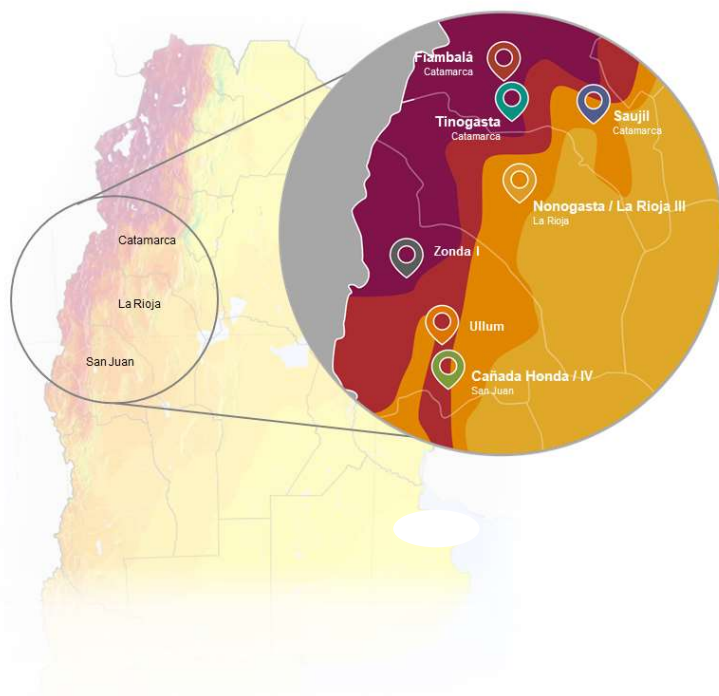 Fiambalá
Catamarca
Tinogasta
Catamarca
Saujil
Catamarca
Nonogasta / La Rioja III
La Rioja
Zonda I
Ullum
Cañada Honda / IV
San Juan
Catamarca
La Rioja
San Juan